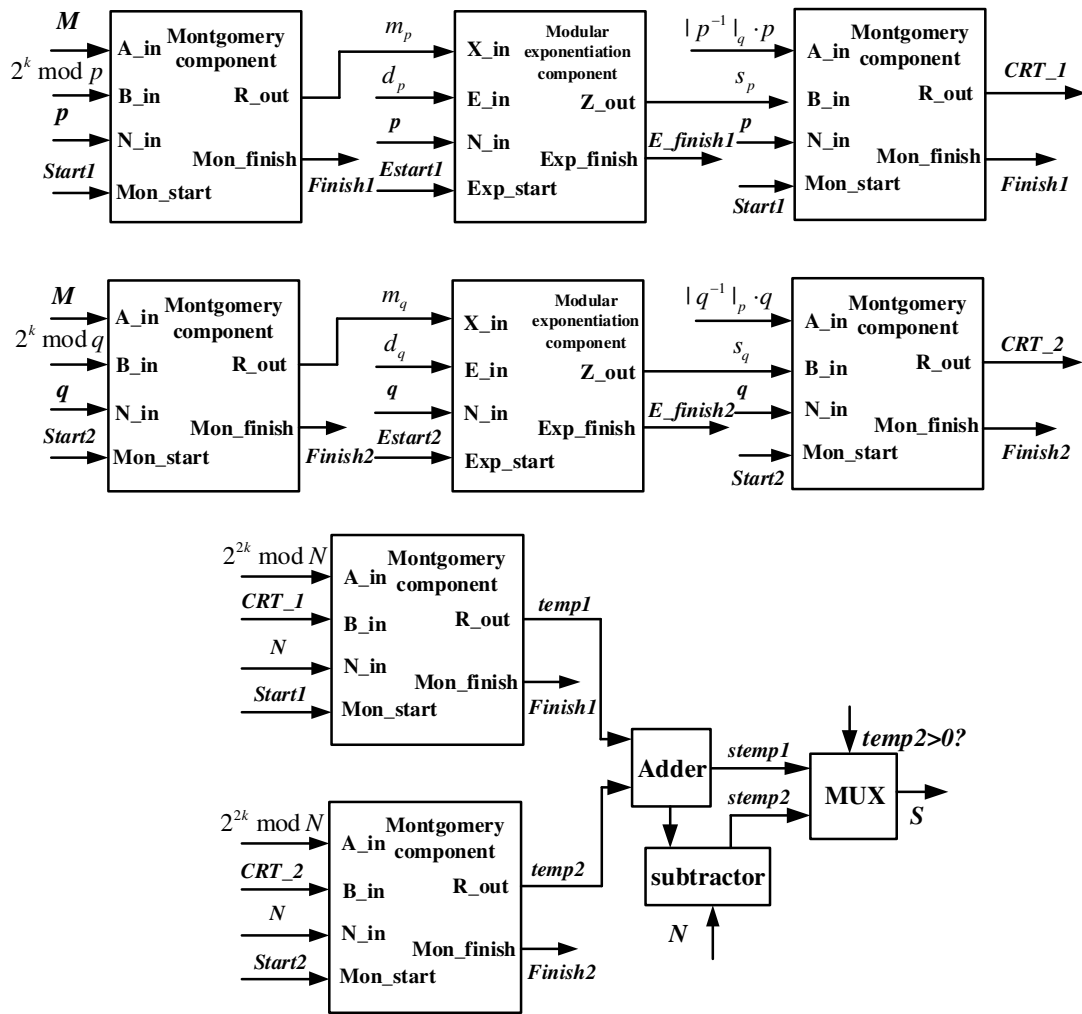 M
A_in
Montgomery
component
2^k mod p
B_in
R_out
p
N_in
Mon_finish
Start1
Mon_start
Finish1
m_p
X_in
Modular
exponentiation
component
d_p
E_in
Z_out
p
N_in
Exp_finish
Estart1
Exp_start
E_finish1
| p^{-1} |_q · p
A_in
Montgomery
component
s_p
B_in
R_out
CRT_1
p
N_in
Mon_finish
Start1
Mon_start
Finish1
M
A_in
Montgomery
component
2^k mod q
B_in
R_out
q
N_in
Mon_finish
Start2
Mon_start
Finish2
m_q
X_in
Modular
exponentiation
component
d_q
E_in
Z_out
q
N_in
Exp_finish
Estart2
Exp_start
E_finish2
| q^{-1} |_p · q
A_in
Montgomery
component
s_q
B_in
R_out
CRT_2
q
N_in
Mon_finish
Start2
Mon_start
Finish2
2^{2k} mod N
A_in
Montgomery
component
CRT_1
B_in
R_out
temp1
N
N_in
Mon_finish
Start1
Mon_start
Finish1
2^{2k} mod N
A_in
Montgomery
component
CRT_2
B_in
R_out
temp2
N
N_in
Mon_finish
Start2
Mon_start
Finish2
Adder
stemp1
stemp2
subtractor
N
temp2>0?
MUX
S